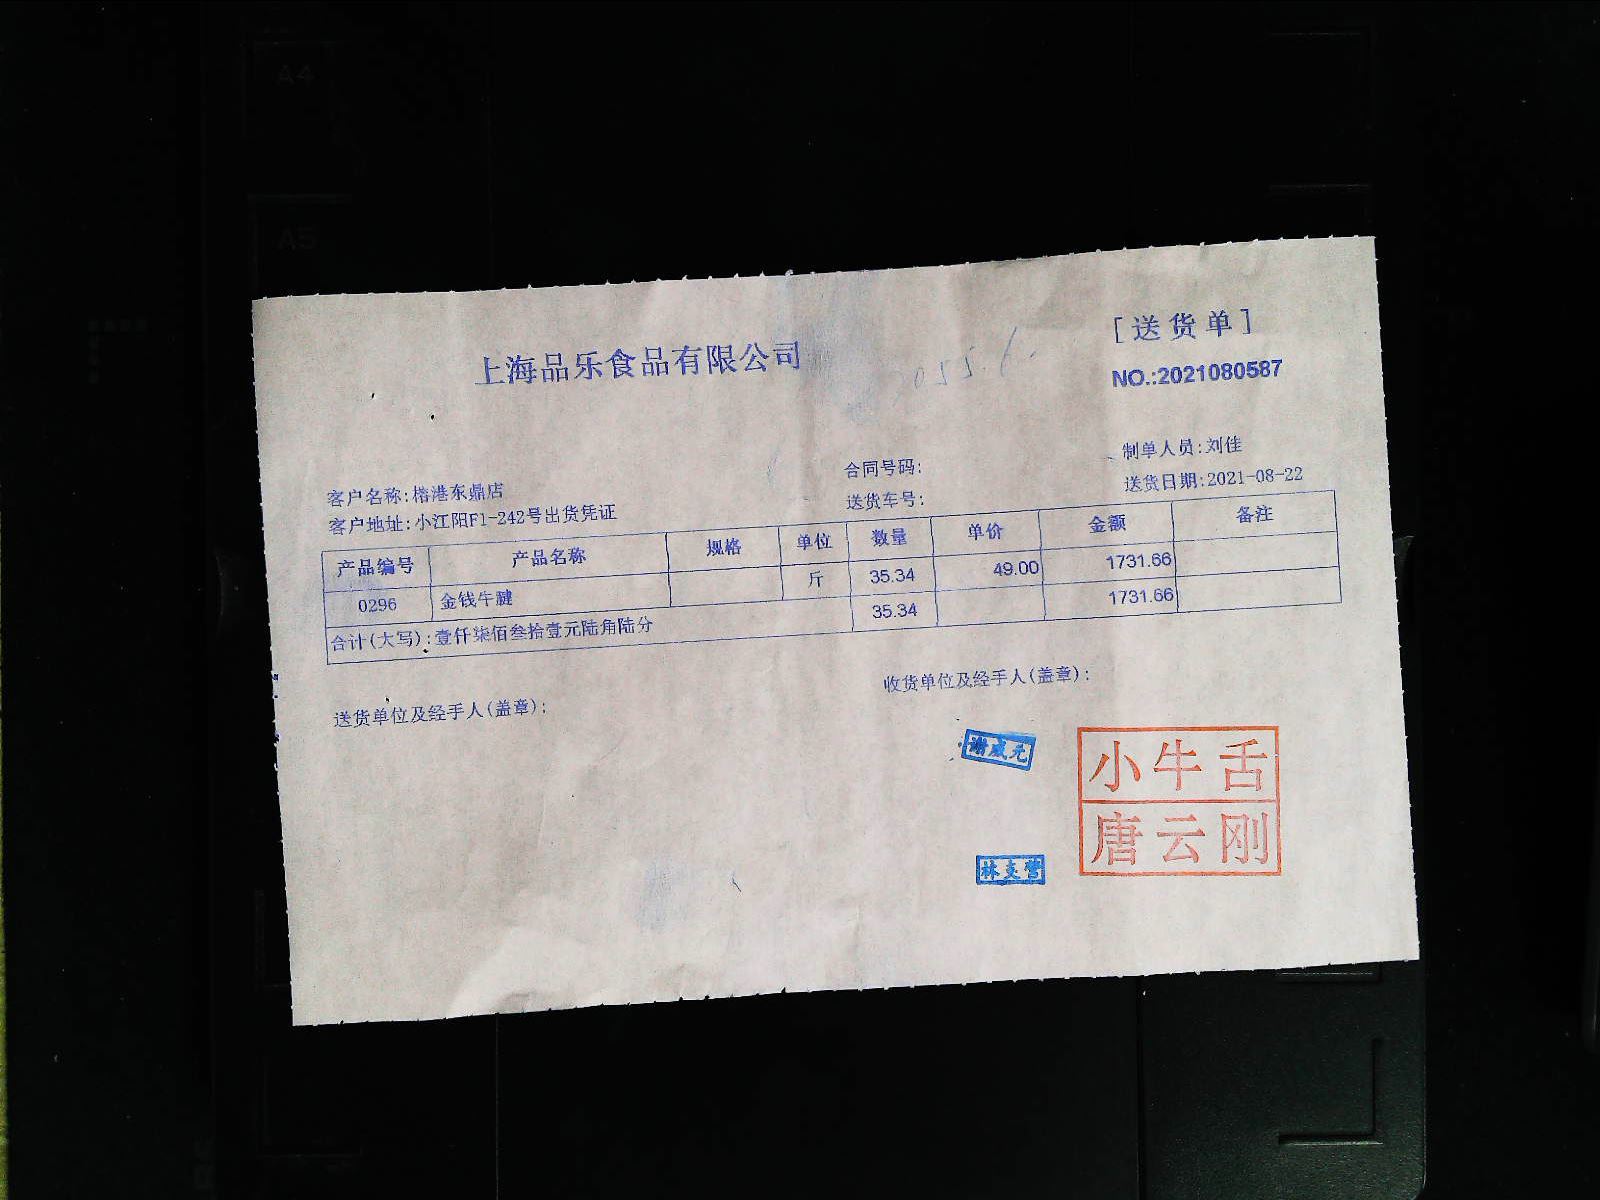 A4
A5
[送货单]
上海品乐食品有限公司
NO.:2021080587
制单人员:刘佳
合同号码:
送货日期:2021-08-22
客户名称:楷港东鼎店
送货车号:
客户地址:小江阳F1-242号出货凭证
产品编号 产品名称 规格 单位 数量 单价 金额 备注
0296 金钱牛腱 斤 35.34 49.00 1731.66
合计(大写):壹仟柒佰叁拾壹元陆角陆分 35.34 1731.66
收货单位及经手人(盖章):
送货单位及经手人(盖章):
谢威元
小牛舌
唐云刚
林支营